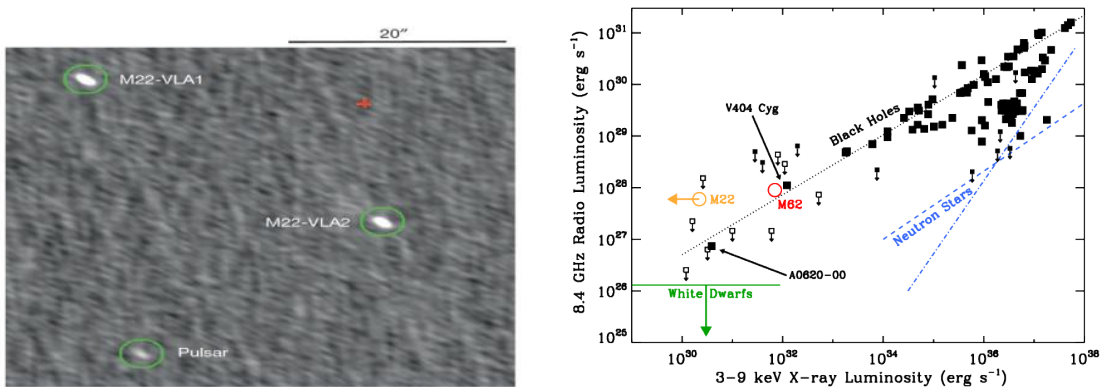 20″
M22-VLA1
M22-VLA2
Pulsar
8.4 GHz Radio Luminosity (erg s⁻¹)
10³¹
10³⁰
10²⁹
10²⁸
10²⁷
10²⁶
10²⁵
V404 Cyg
Black Holes
M22
M62
Neutron Stars
A0620-00
White Dwarfs
10³⁰ 10³² 10³⁴ 10³⁶ 10³⁸
3-9 keV X-ray Luminosity (erg s⁻¹)